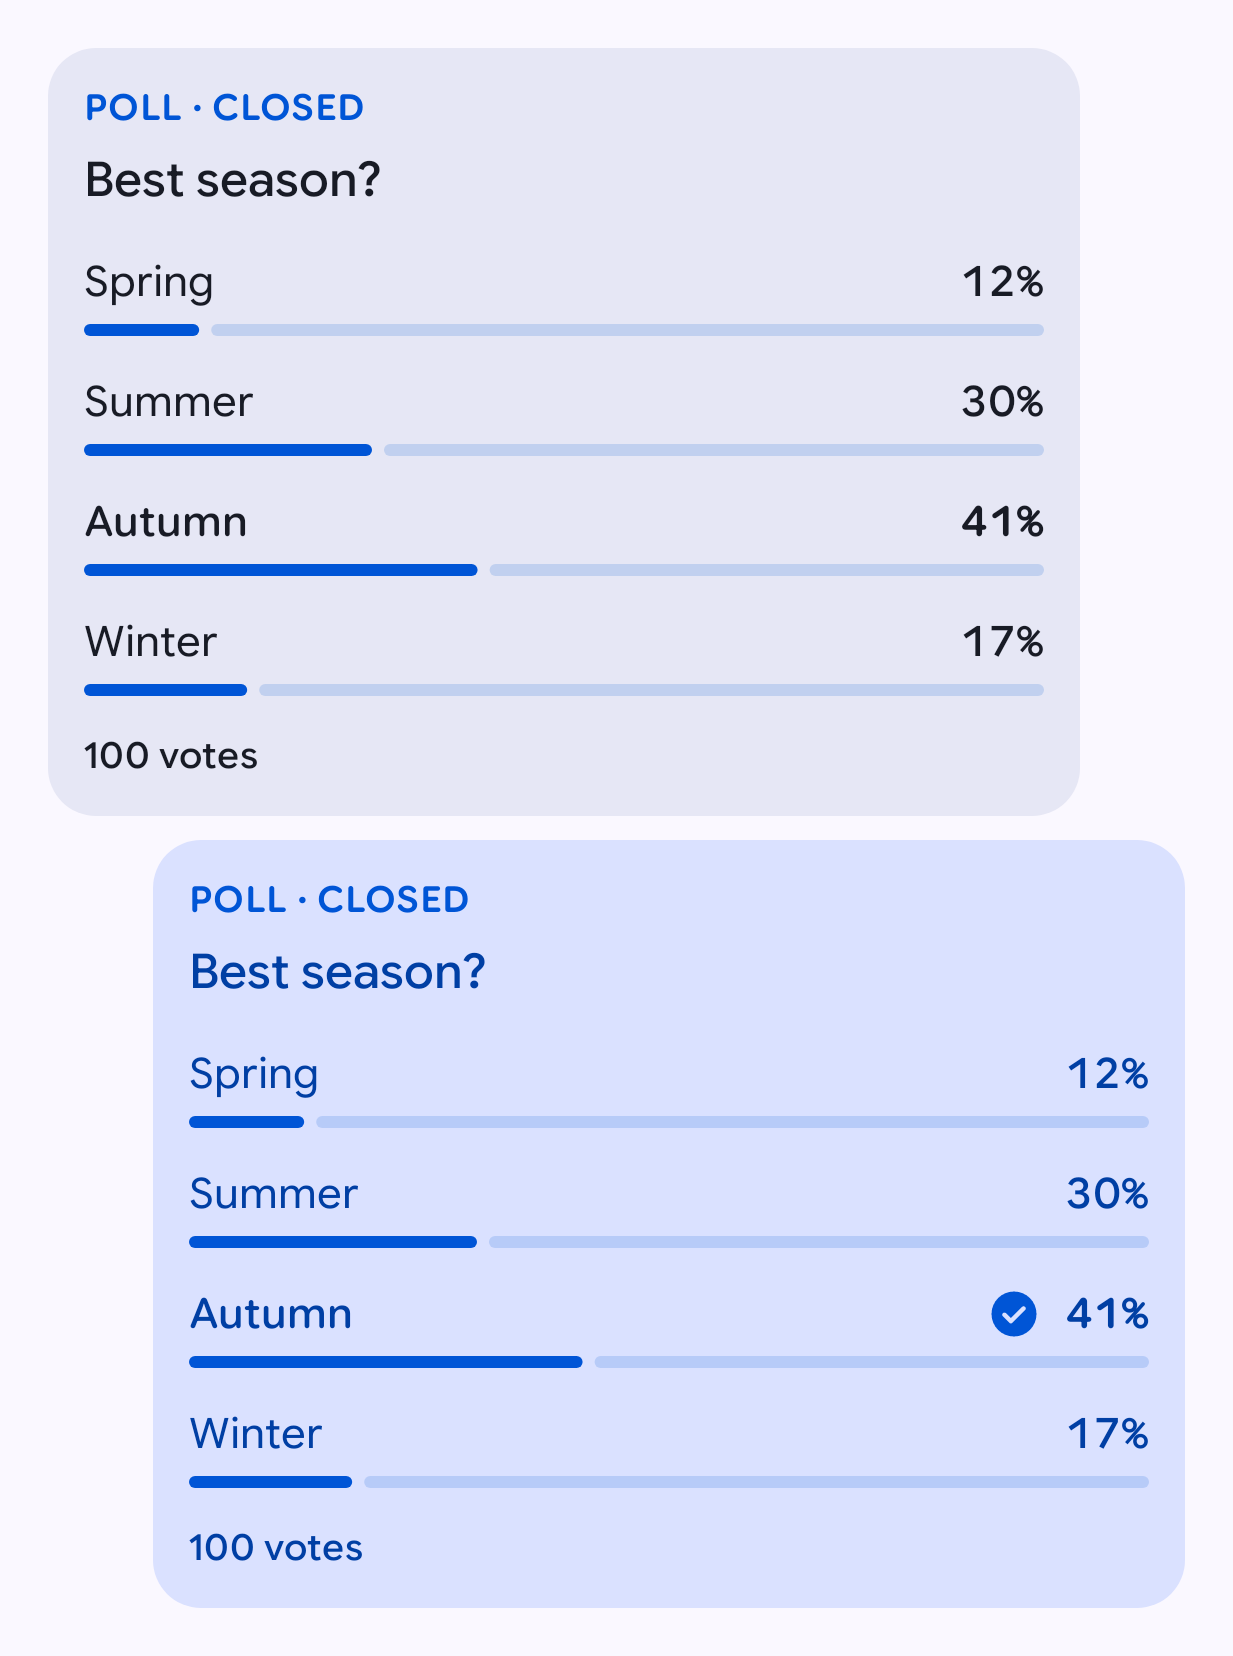 POLL · CLOSED
Best season?
Spring 12%
Summer 30%
Autumn 41%
Winter 17%
100 votes
POLL · CLOSED
Best season?
Spring 12%
Summer 30%
Autumn 41%
Winter 17%
100 votes